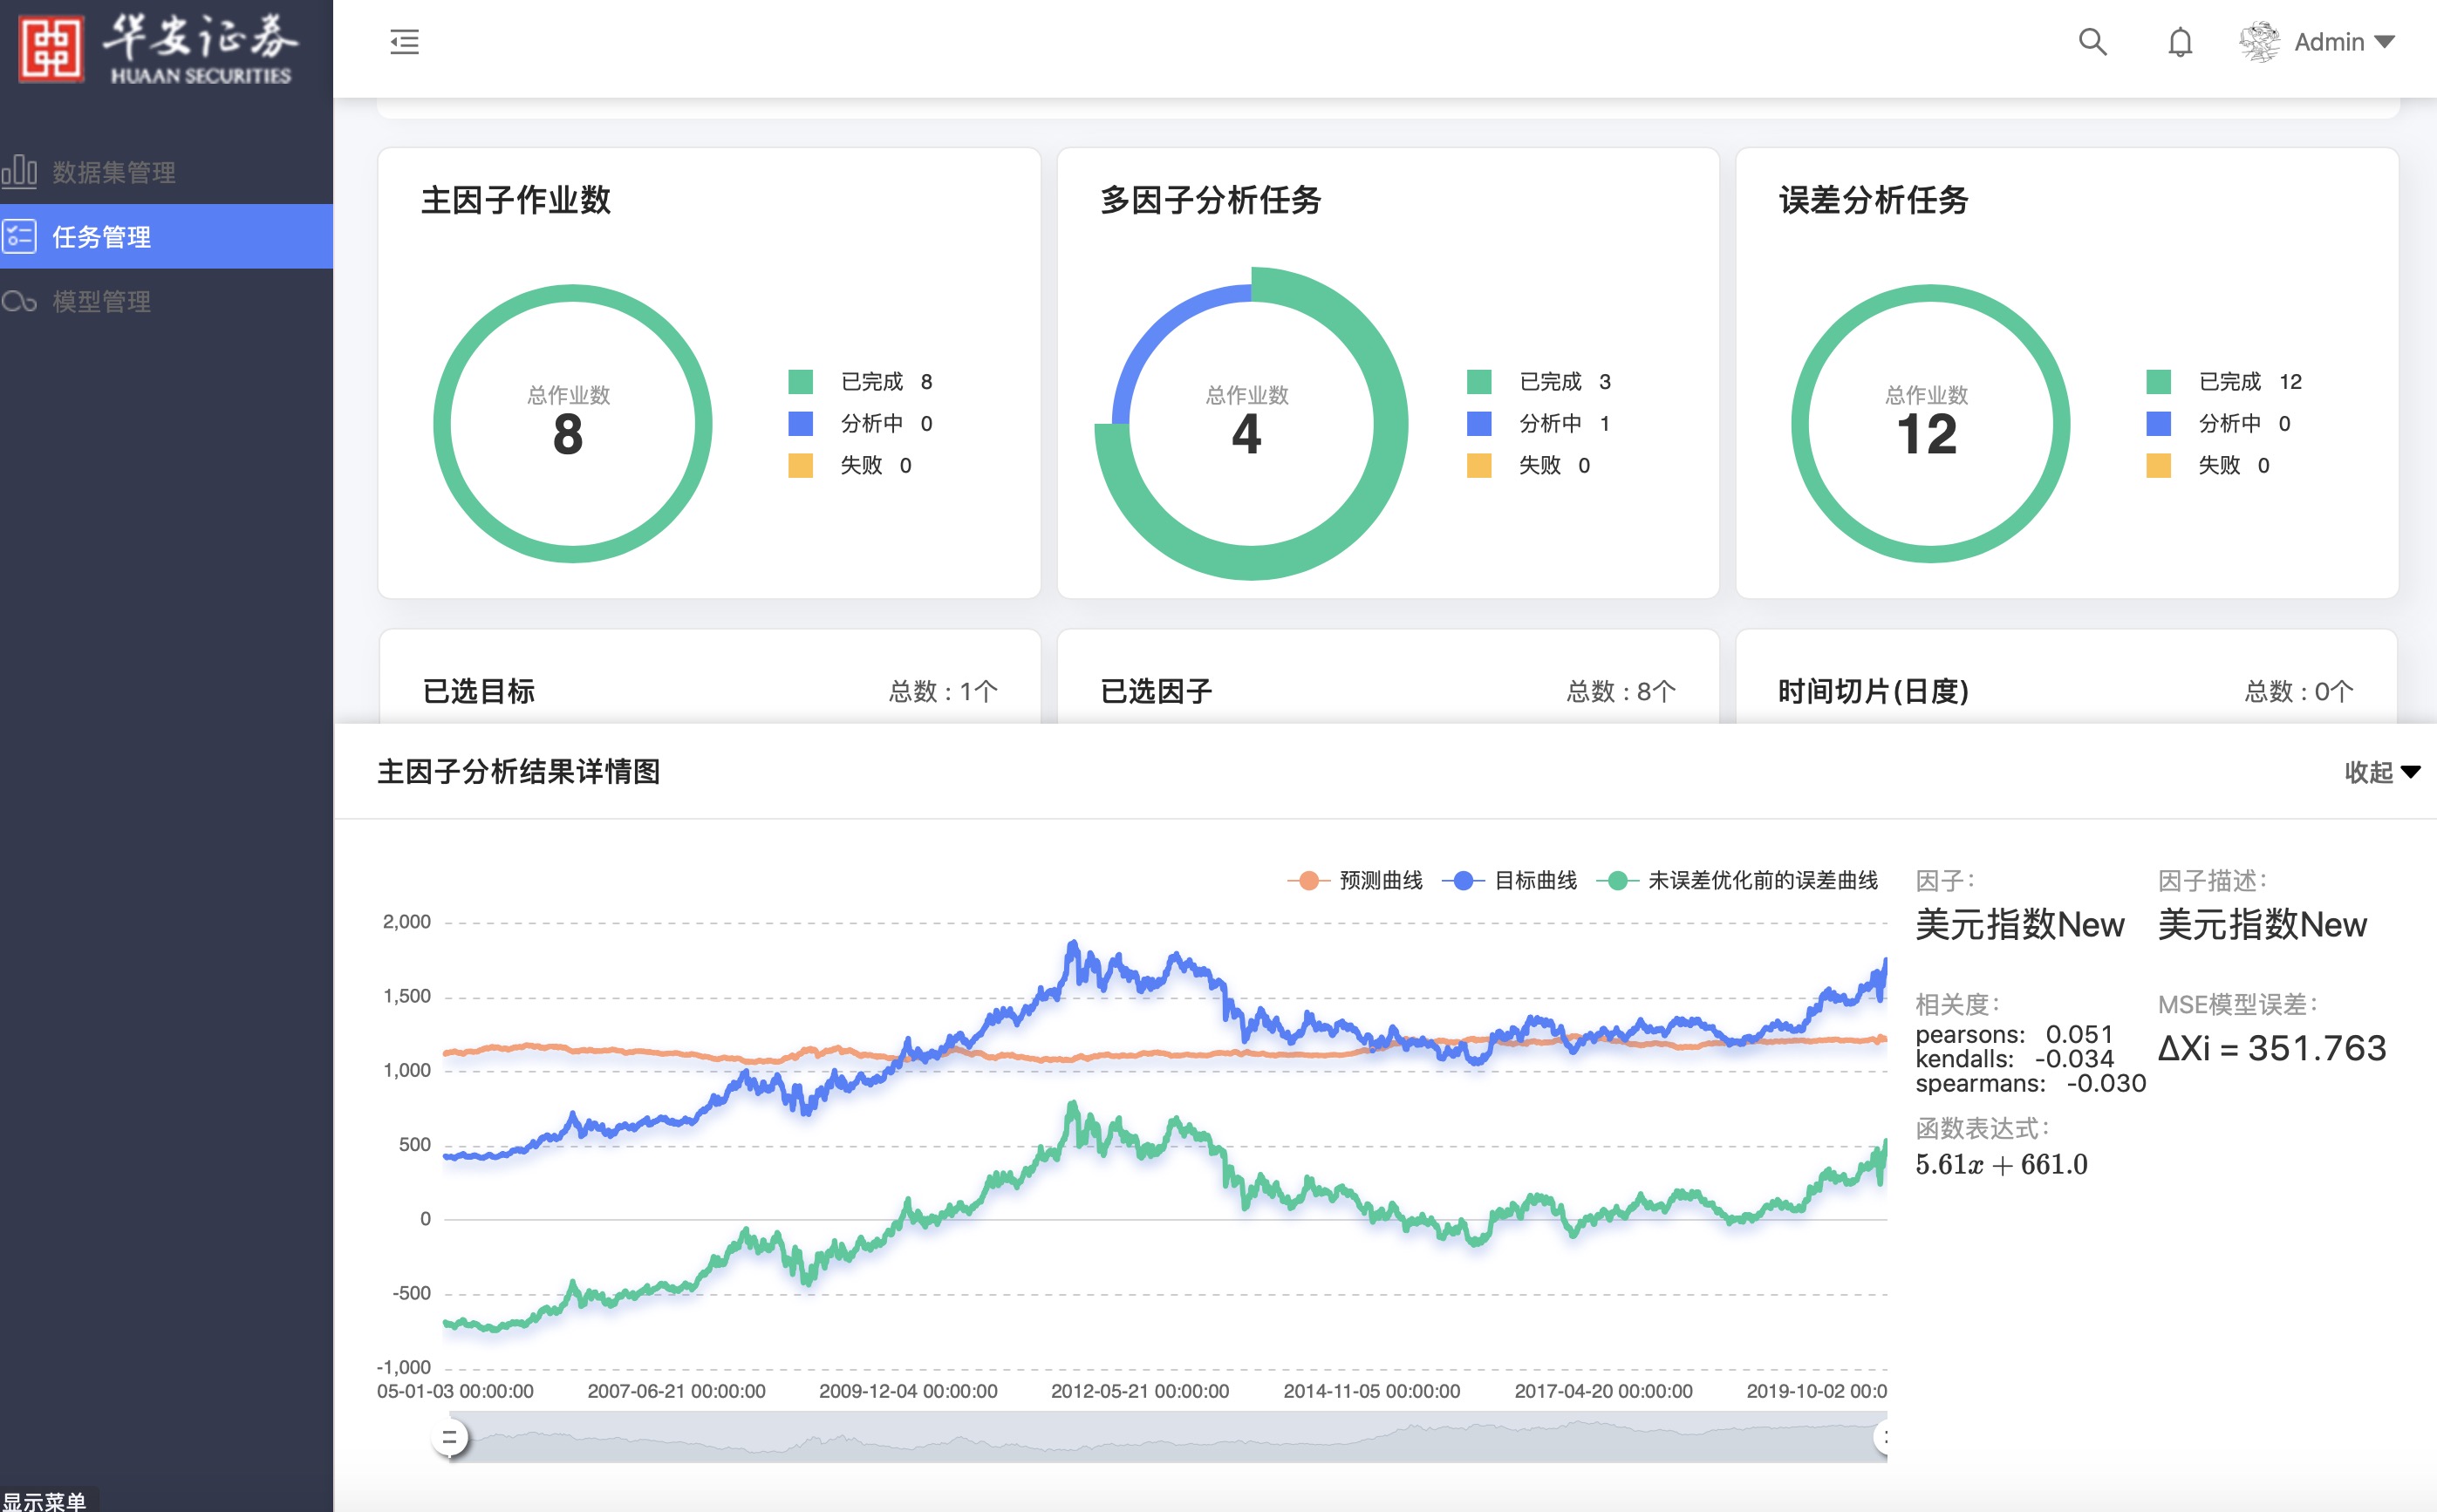 华安证券
HUAAN SECURITIES
Admin
数据集管理
任务管理
模型管理
主因子作业数
总作业数
8
已完成 8
分析中 0
失败 0
多因子分析任务
总作业数
4
已完成 3
分析中 1
失败 0
误差分析任务
总作业数
12
已完成 12
分析中 0
失败 0
已选目标 总数 : 1个
已选因子 总数 : 8个
时间切片(日度) 总数 : 0个
主因子分析结果详情图 收起
预测曲线 目标曲线 未误差优化前的误差曲线
2,000
1,500
1,000
500
0
-500
-1,000
05-01-03 00:00:00 2007-06-21 00:00:00 2009-12-04 00:00:00 2012-05-21 00:00:00 2014-11-05 00:00:00 2017-04-20 00:00:00 2019-10-02 00:0
因子:
美元指数New
因子描述:
美元指数New
相关度:
pearsons: 0.051
kendalls: -0.034
spearmans: -0.030
MSE模型误差:
ΔXi = 351.763
函数表达式:
5.61x + 661.0
显示菜单